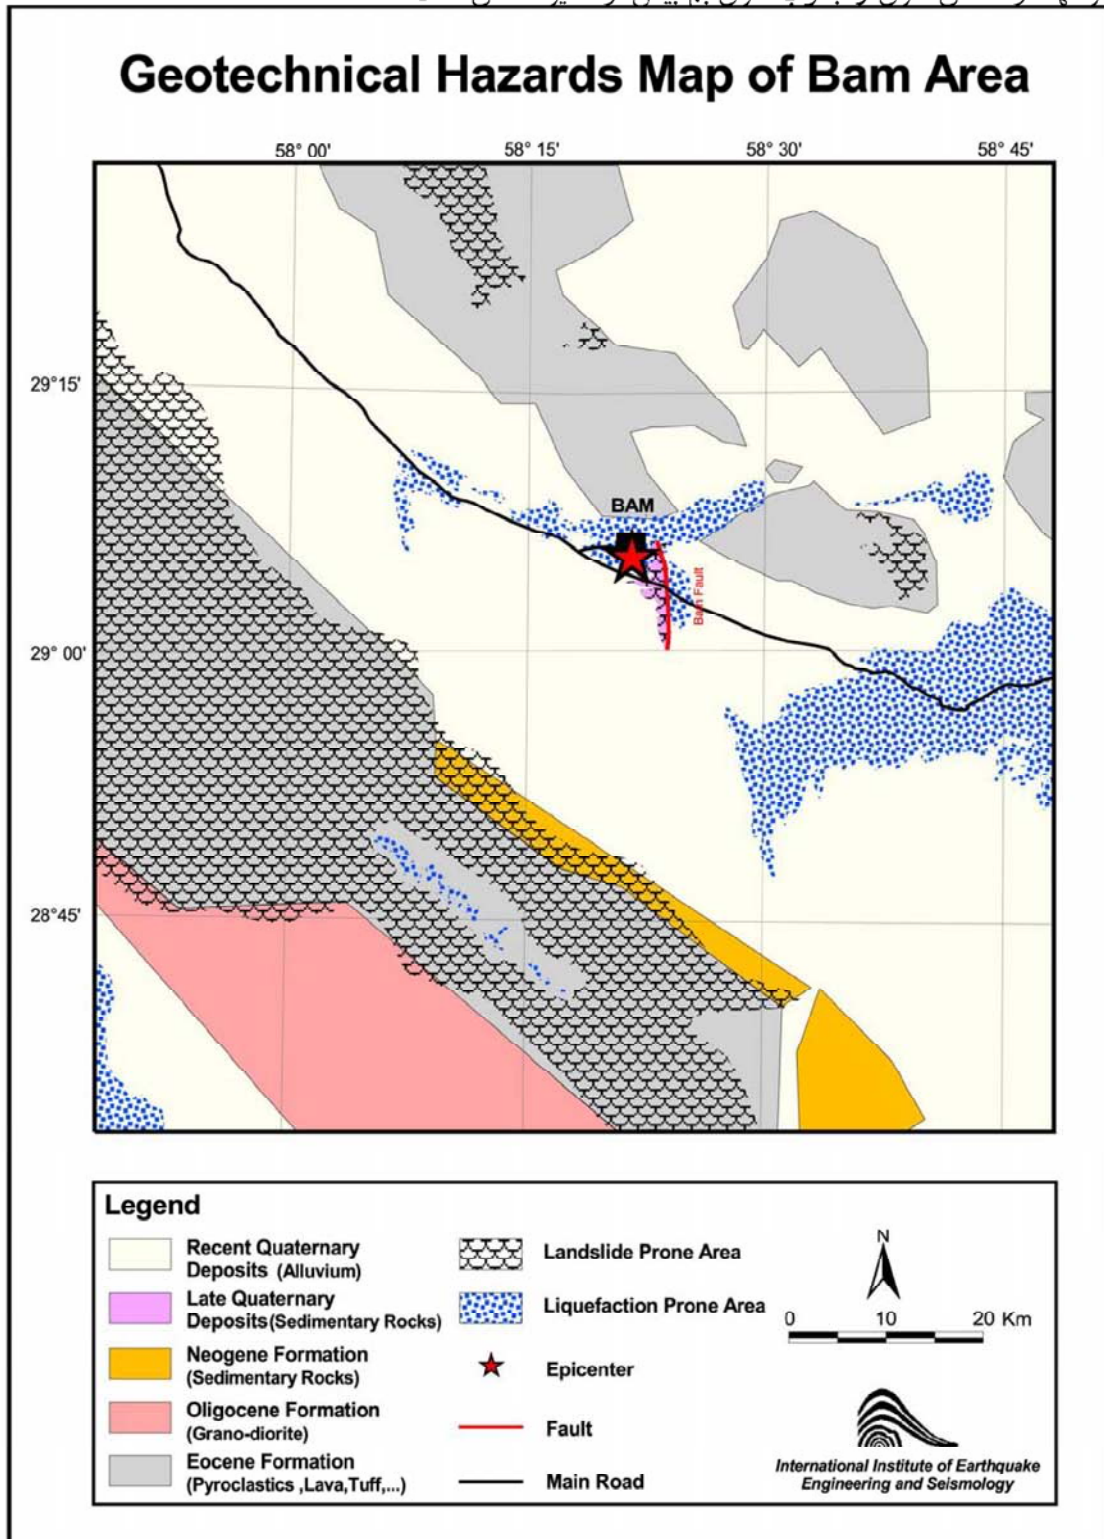 Geotechnical Hazards Map of Bam Area
58° 00'
58° 15'
58° 30'
58° 45'
29° 15'
BAM
Bam Fault
29° 00'
28° 45'
Legend
Recent Quaternary
Deposits (Alluvium)
Late Quaternary
Deposits(Sedimentary Rocks)
Neogene Formation
(Sedimentary Rocks)
Oligocene Formation
(Grano-diorite)
Eocene Formation
(Pyroclastics ,Lava,Tuff,...)
Landslide Prone Area
Liquefaction Prone Area
Epicenter
Fault
Main Road
N
0 10 20 Km
International Institute of Earthquake
Engineering and Seismology